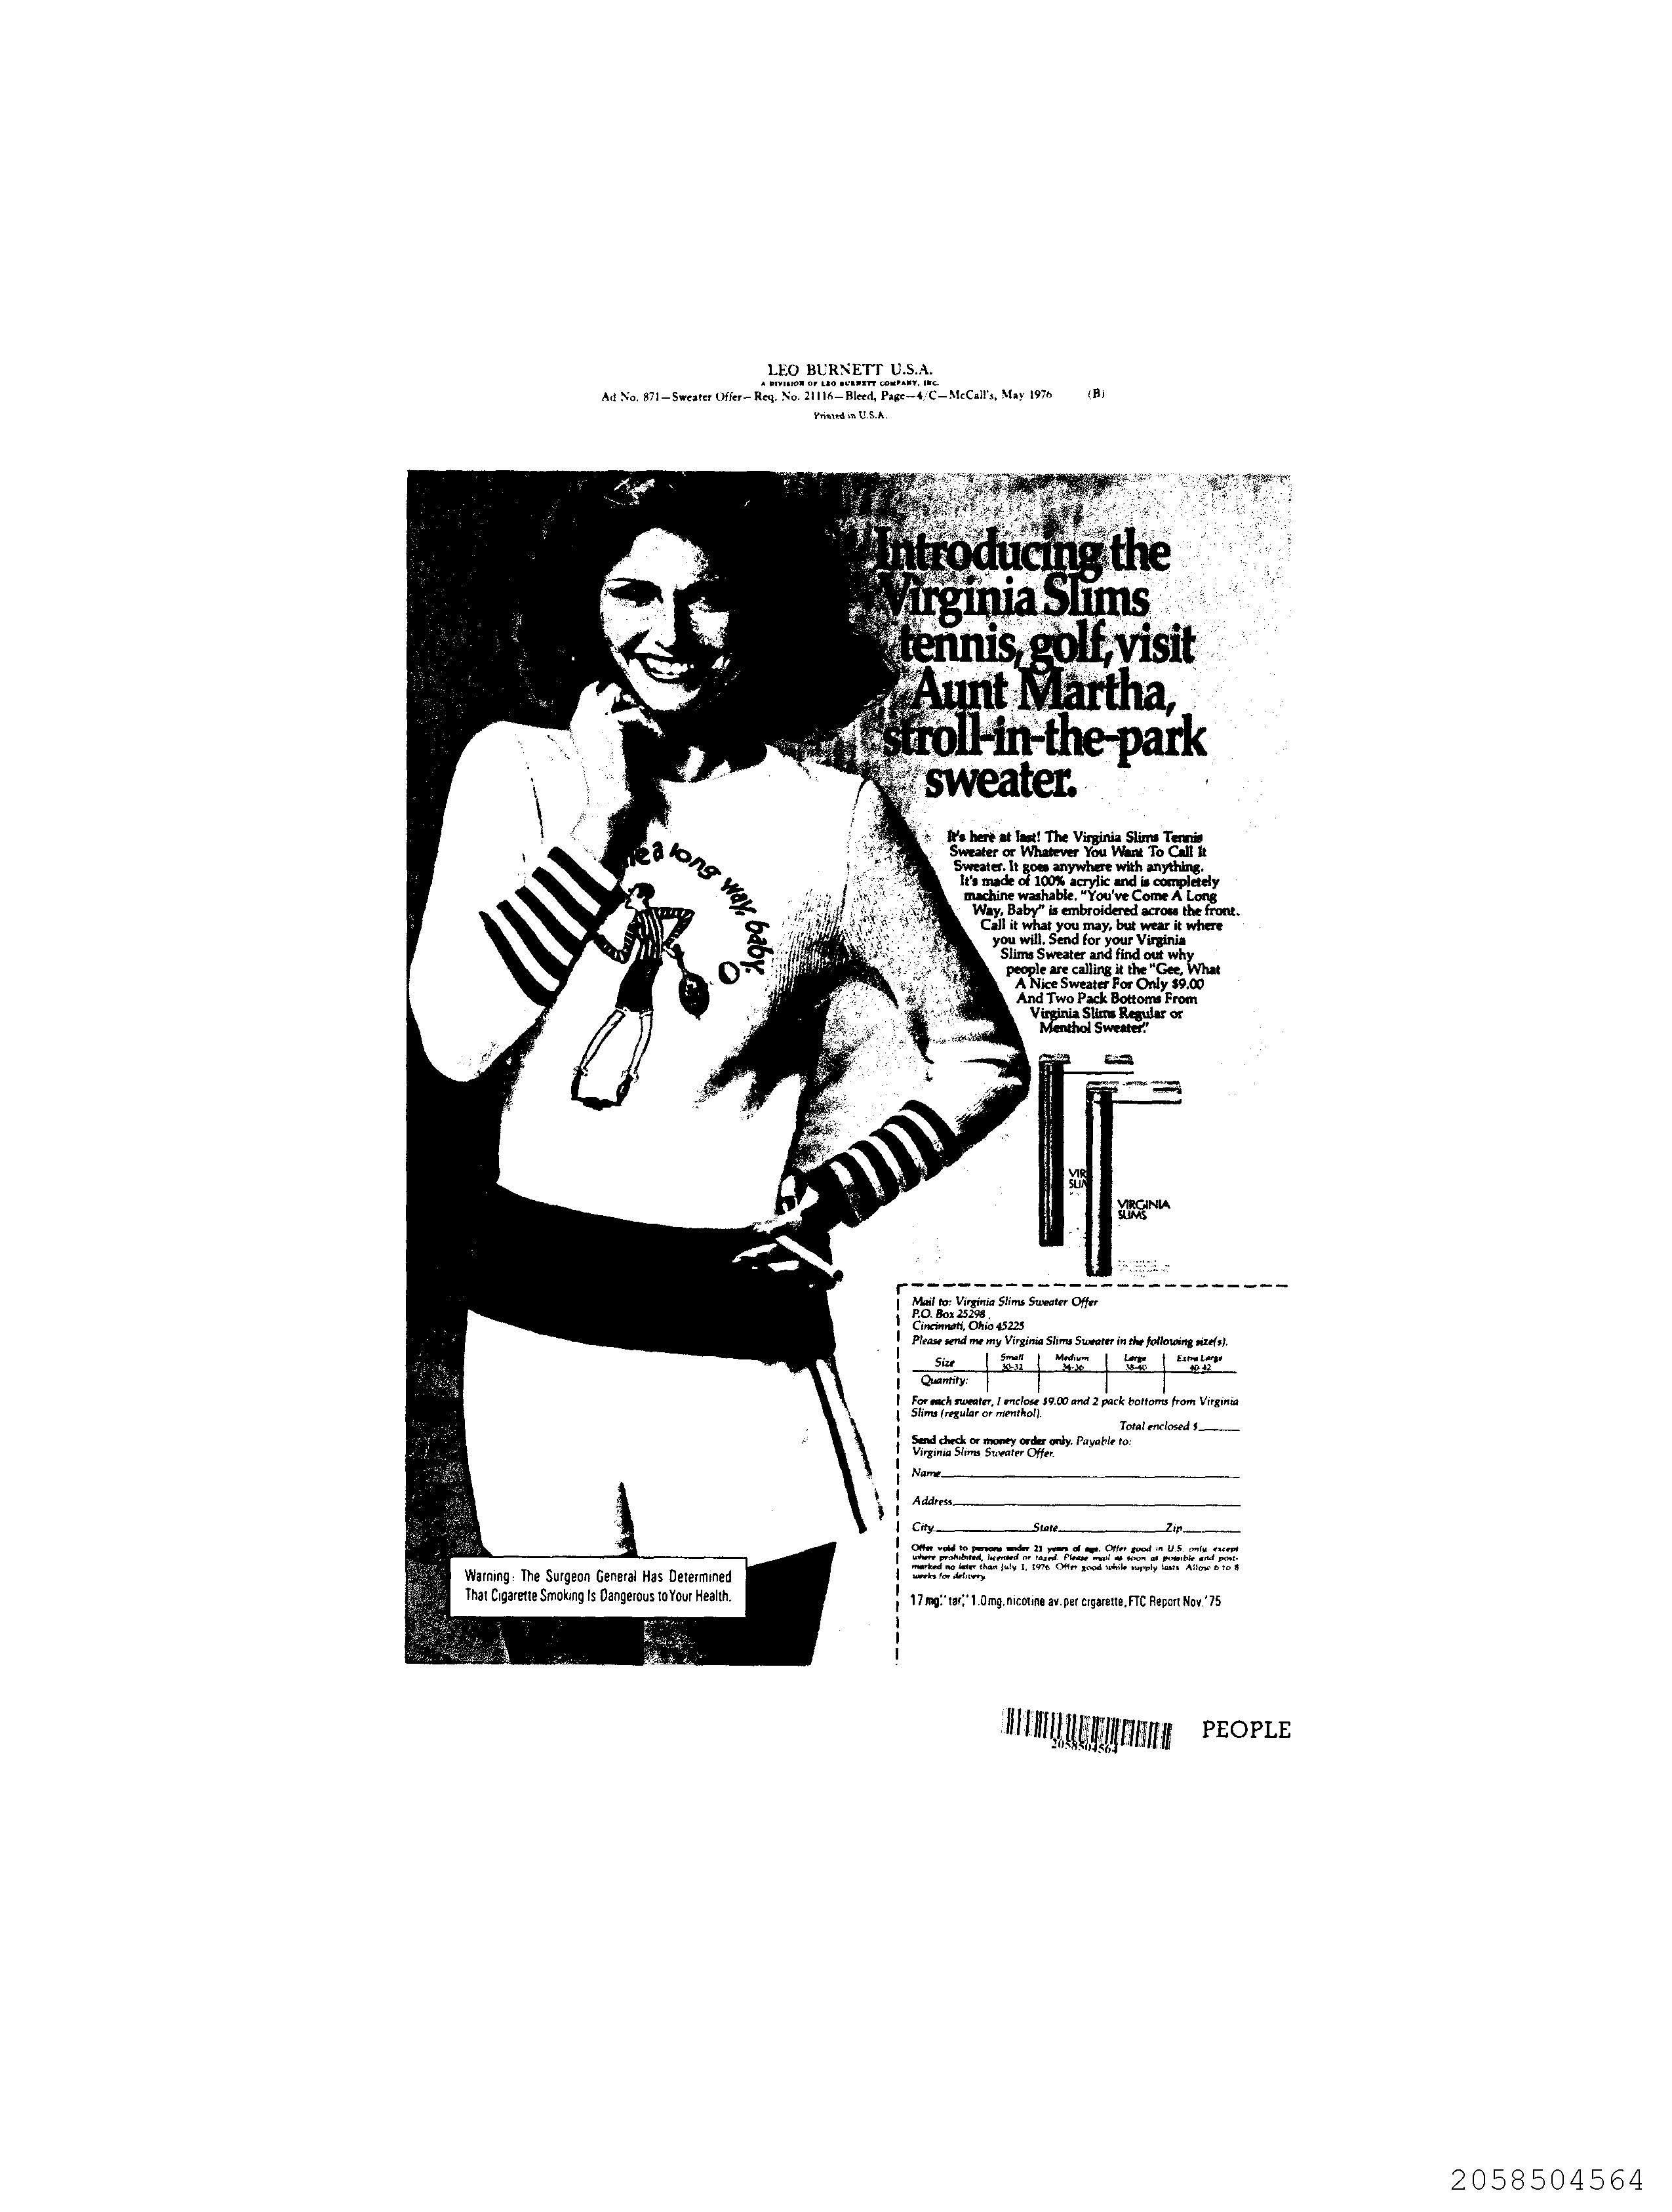 LEO BURNETT U.S.A.
A DIVISION OF LEO BURNETT COMPANY, INC.
Ad No. 871—Sweater Offer—Req. No. 21116—Bleed, Page—4/C—McCall's, May 1976 (B)
Printed in U.S.A.
Introducing the
Virginia Slims
tennis, golf, visit
Aunt Martha,
stroll-in-the-park
sweater.
It's here at last! The Virginia Slims Tennis
Sweater or Whatever You Want To Call It
Sweater. It goes anywhere with anything.
It's made of 100% acrylic and is completely
machine washable. "You've Come A Long
Way, Baby" is embroidered across the front.
Call it what you may, but wear it where
you will. Send for your Virginia
Slims Sweater and find out why
people are calling it the "Gee, What
A Nice Sweater For Only $9.00
And Two Pack Bottoms From
Virginia Slims Regular or
Menthol Sweater."
a long way, baby.
VIRGINIA
SLIMS
Mail to: Virginia Slims Sweater Offer
P.O. Box 25298
Cincinnati, Ohio 45225
Please send me my Virginia Slims Sweater in the following size(s).
Size Small 30-32 Medium 34-36 Large 38-40 Extra Large 40-42
Quantity:
For each sweater, I enclose $9.00 and 2 pack bottoms from Virginia
Slims (regular or menthol).
Total enclosed $
Send check or money order only. Payable to:
Virginia Slims Sweater Offer.
Name
Address
City State Zip
Offer void to persons under 21 years of age. Offer good in U.S. only except
where prohibited, licensed or taxed. Please mail as soon as possible and post-
marked no later than July 1, 1976. Offer good while supply lasts. Allow 6 to 8
weeks for delivery.
Warning: The Surgeon General Has Determined
That Cigarette Smoking Is Dangerous to Your Health.
17 mg. "tar," 1.0 mg. nicotine av. per cigarette, FTC Report Nov. '75
2058504564
PEOPLE
2058504564